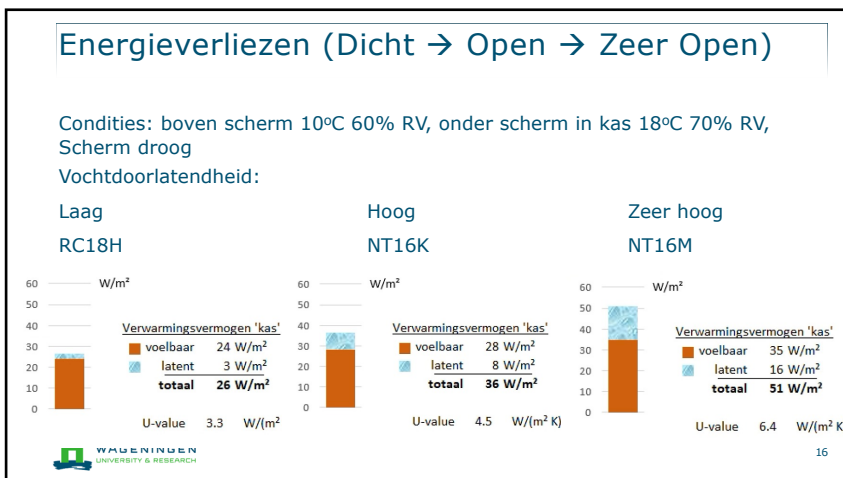 Energieverliezen (Dicht → Open → Zeer Open)
Condities: boven scherm 10°C 60% RV, onder scherm in kas 18°C 70% RV,
Scherm droog
Vochtdoorlatendheid:
Laag
RC18H
60
50
40
30
20
10
0
W/m²
Verwarmingsvermogen 'kas'
voelbaar 24 W/m²
latent 3 W/m²
totaal 26 W/m²
U-value 3.3 W/(m²
Hoog
NT16K
60
50
40
30
20
10
0
W/m²
Verwarmingsvermogen 'kas'
voelbaar 28 W/m²
latent 8 W/m²
totaal 36 W/m²
U-value 4.5 W/(m² K)
Zeer hoog
NT16M
60
50
40
30
20
10
0
W/m²
Verwarmingsvermogen 'kas'
voelbaar 35 W/m²
latent 16 W/m²
totaal 51 W/m²
U-value 6.4 W/(m² K
WAGENINGEN
UNIVERSITY & RESEARCH
16